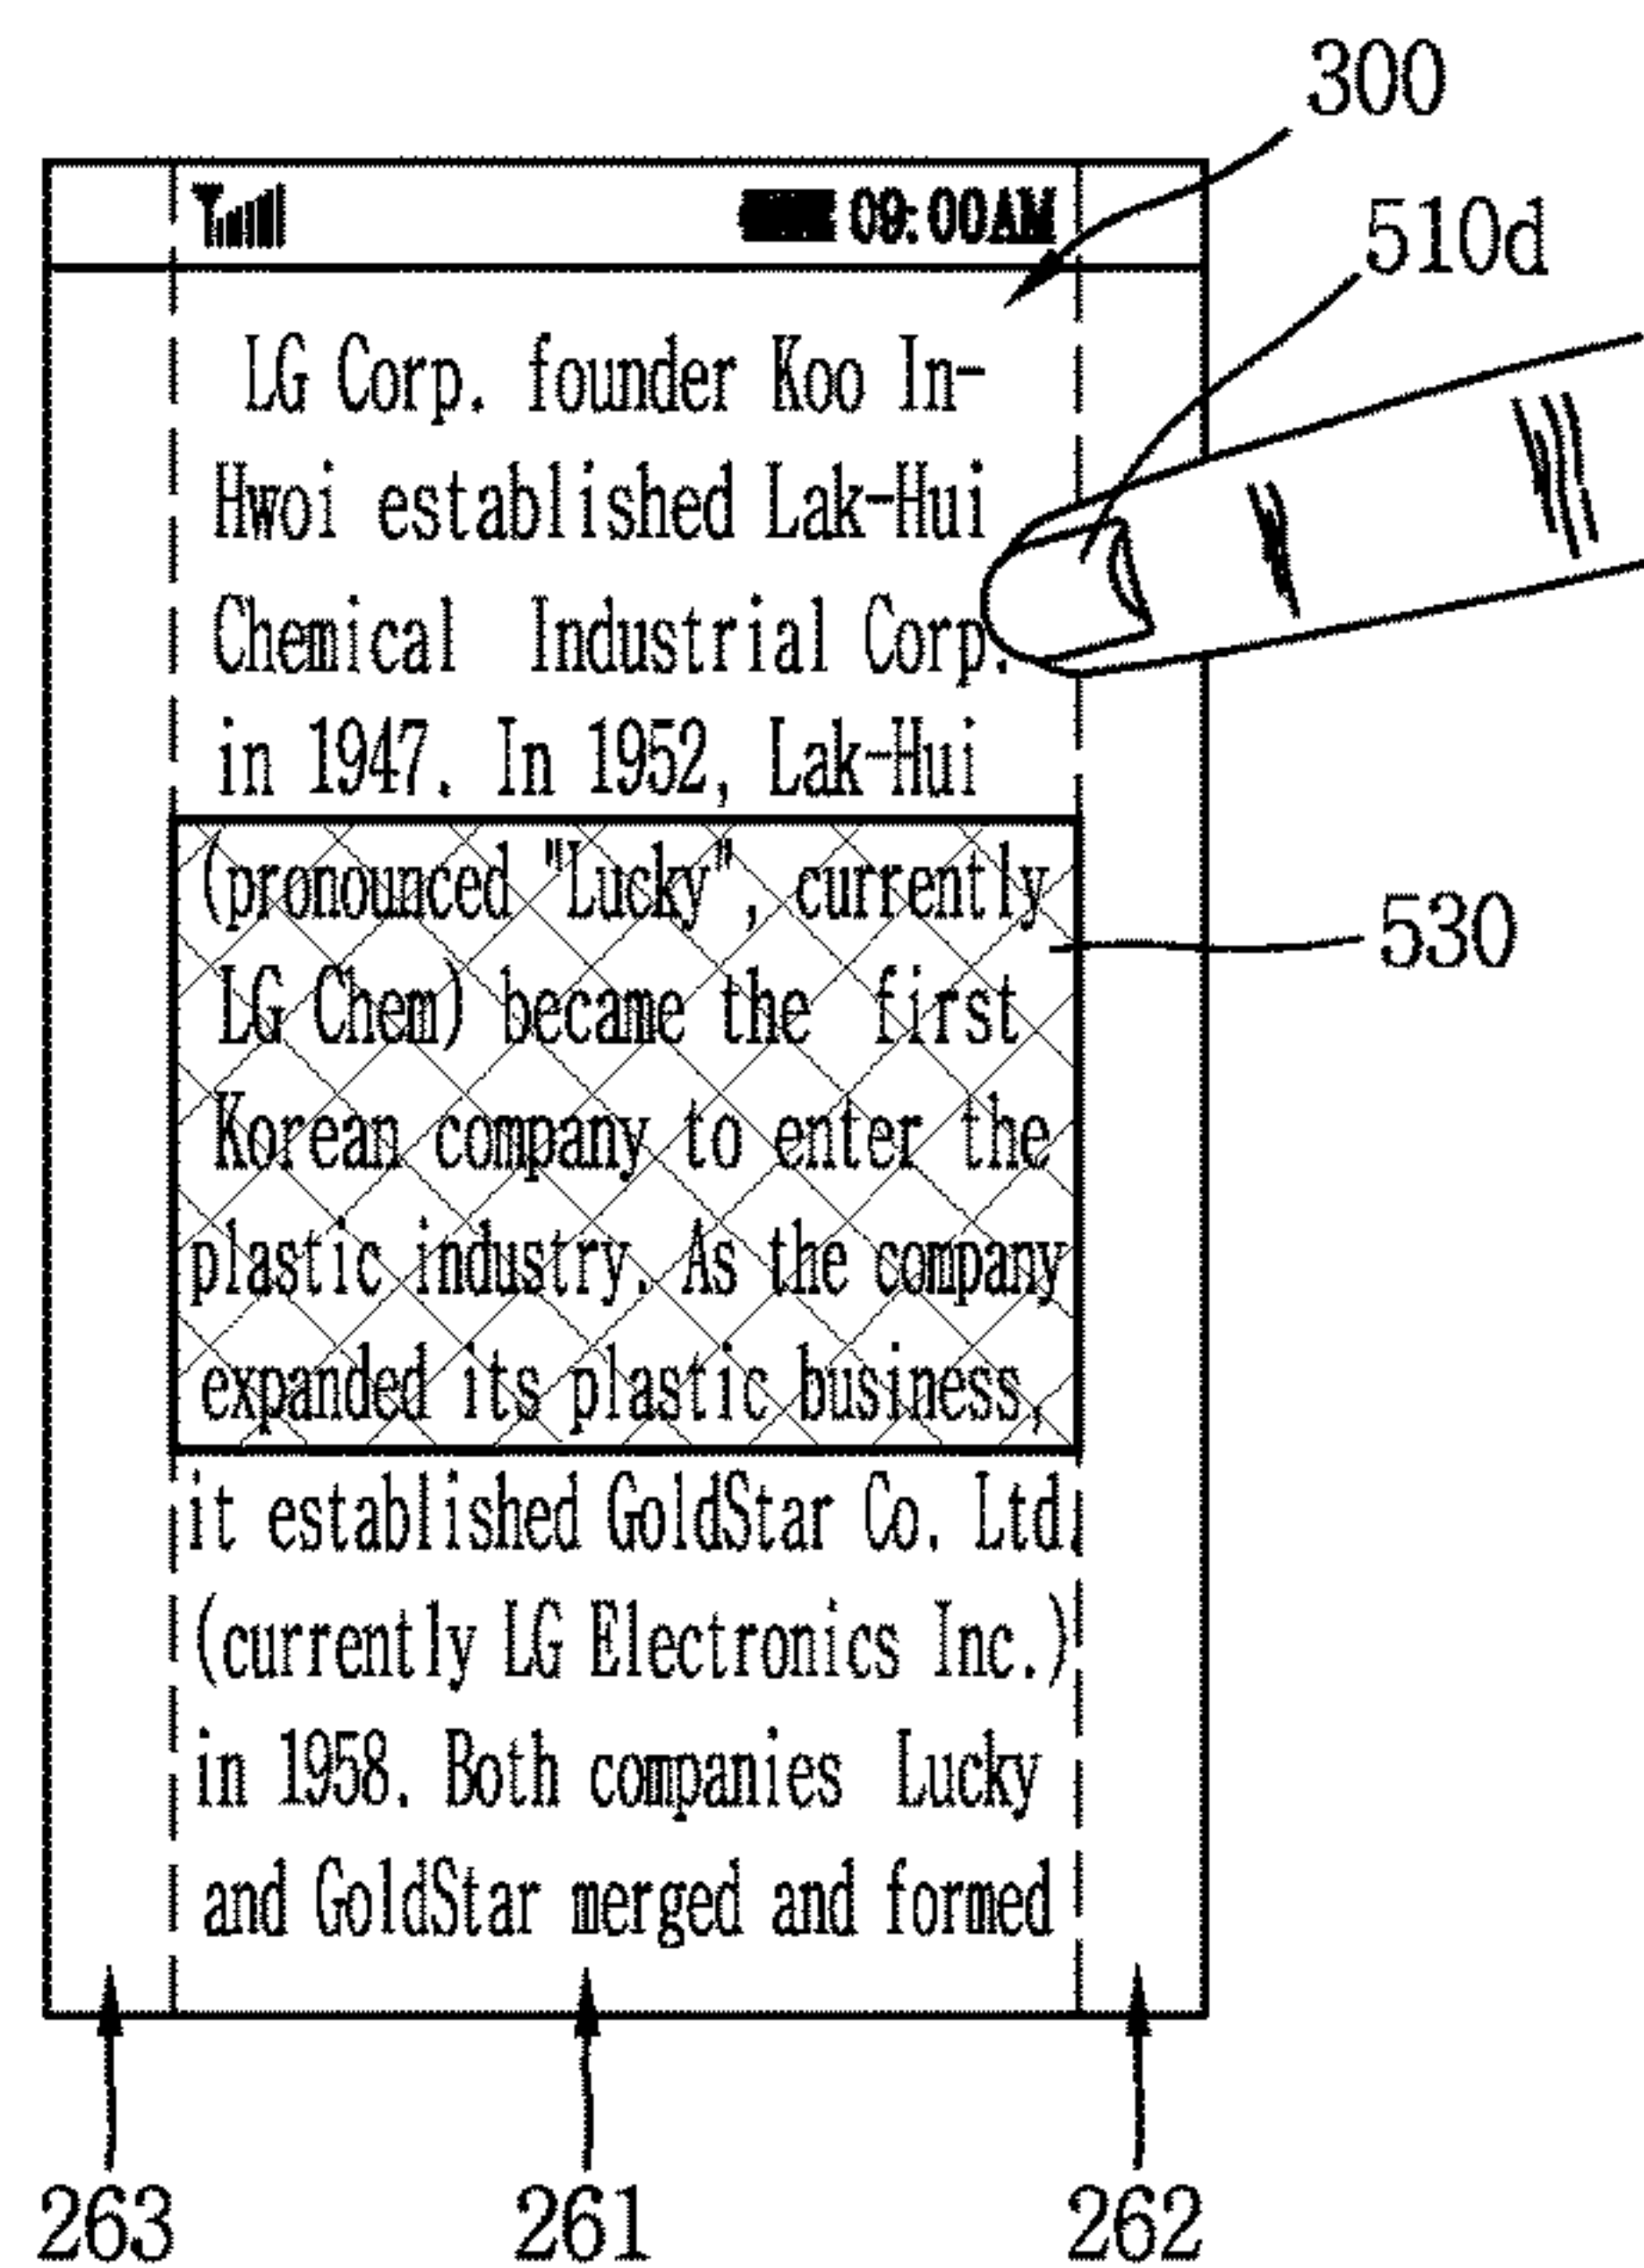 300
09:00AM
510d
LG Corp. founder Koo In-
Hwoi established Lak-Hui
Chemical Industrial Corp.
in 1947. In 1952, Lak-Hui
(pronounced "Lucky", currently
530
LG Chem) became the first
Korean company to enter the
plastic industry. As the company
expanded its plastic business,
it established GoldStar Co. Ltd.
(currently LG Electronics Inc.)
in 1958. Both companies Lucky
and GoldStar merged and formed
263 261 262